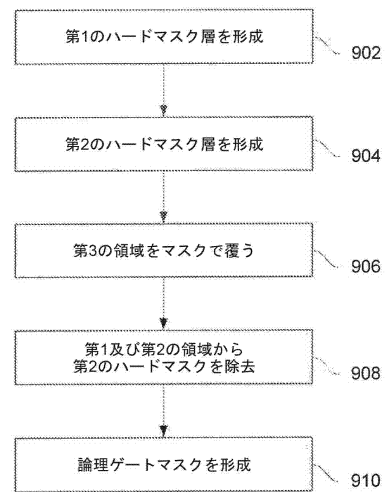 第1のハードマスク層を形成
902
第2のハードマスク層を形成
904
第3の領域をマスクで覆う
906
第1及び第2の領域から
第2のハードマスクを除去
908
論理ゲートマスクを形成
910